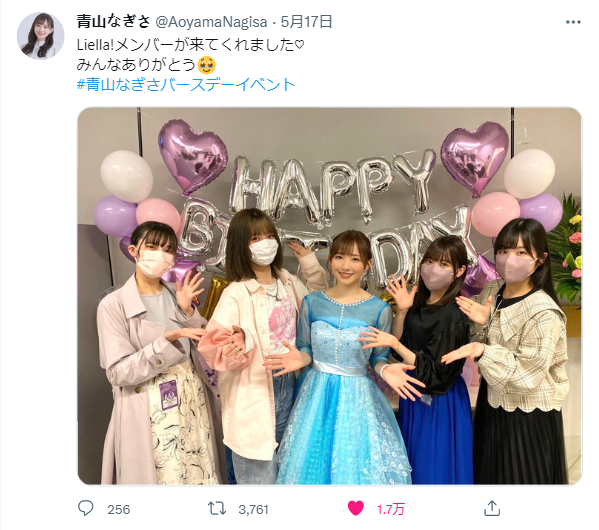 青山なぎさ @AoyamaNagisa · 5月17日
Liella!メンバーが来てくれました♡
みんなありがとう🥹
#青山なぎさバースデーイベント
HAPPY
BIRTHDAY
256 3,761 1.7万